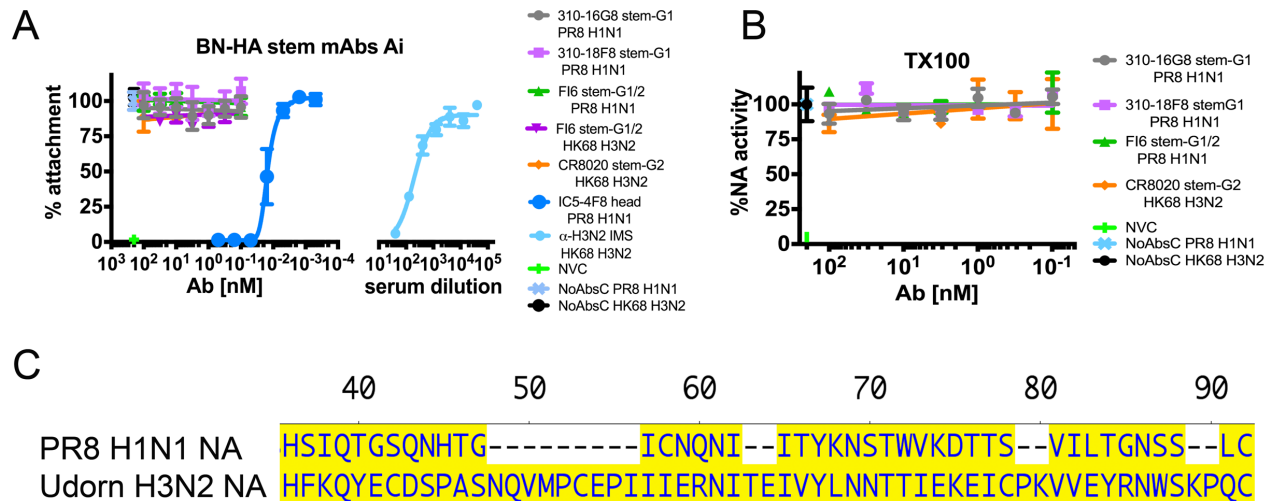 A
BN-HA stem mAbs Ai
% attachment
100
75
50
25
0
10³ 10² 10¹ 10⁰ 10⁻¹ 10⁻² 10⁻³ 10⁻⁴
Ab [nM]
10¹ 10² 10³ 10⁴ 10⁵
serum dilution
310-16G8 stem-G1
PR8 H1N1
310-18F8 stem-G1
PR8 H1N1
FI6 stem-G1/2
PR8 H1N1
FI6 stem-G1/2
HK68 H3N2
CR8020 stem-G2
HK68 H3N2
IC5-4F8 head
PR8 H1N1
α-H3N2 IMS
HK68 H3N2
NVC
NoAbsC PR8 H1N1
NoAbsC HK68 H3N2
B
TX100
%NA activity
100
75
50
25
0
10² 10¹ 10⁰ 10⁻¹
Ab [nM]
310-16G8 stem-G1
PR8 H1N1
310-18F8 stemG1
PR8 H1N1
FI6 stem-G1/2
PR8 H1N1
CR8020 stem-G2
HK68 H3N2
NVC
NoAbsC PR8 H1N1
NoAbsC HK68 H3N2
C
40 50 60 70 80 90
PR8 H1N1 NA HSIQTGSQNHTG---------ICNQNI--ITYKNSTWVKDTTS--VILTGNSS--LC
Udorn H3N2 NA HFKQYECDSPASNQVMPCEPIIIERNITEIVYLNNTTIEKEICPKVVEYRNWSKPQC